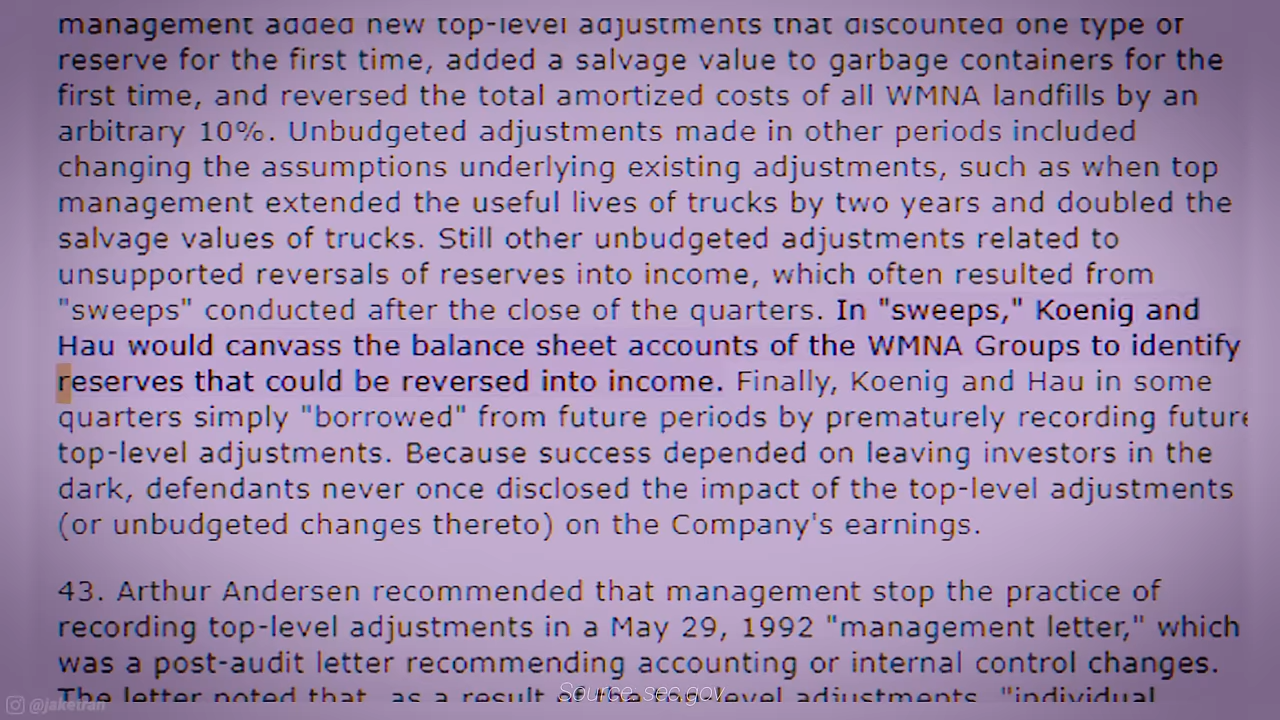 management added new top-level adjustments that discounted one type of
reserve for the first time, added a salvage value to garbage containers for the
first time, and reversed the total amortized costs of all WMNA landfills by an
arbitrary 10%. Unbudgeted adjustments made in other periods included
changing the assumptions underlying existing adjustments, such as when top
management extended the useful lives of trucks by two years and doubled the
salvage values of trucks. Still other unbudgeted adjustments related to
unsupported reversals of reserves into income, which often resulted from
"sweeps" conducted after the close of the quarters. In "sweeps," Koenig and
Hau would canvass the balance sheet accounts of the WMNA Groups to identify
reserves that could be reversed into income. Finally, Koenig and Hau in some
quarters simply "borrowed" from future periods by prematurely recording future
top-level adjustments. Because success depended on leaving investors in the
dark, defendants never once disclosed the impact of the top-level adjustments
(or unbudgeted changes thereto) on the Company's earnings.
43. Arthur Andersen recommended that management stop the practice of
recording top-level adjustments in a May 29, 1992 "management letter," which
was a post-audit letter recommending accounting or internal control changes.
The letter noted that, as a result level adjustments, "individual
Source: sec.gov
@jaketran